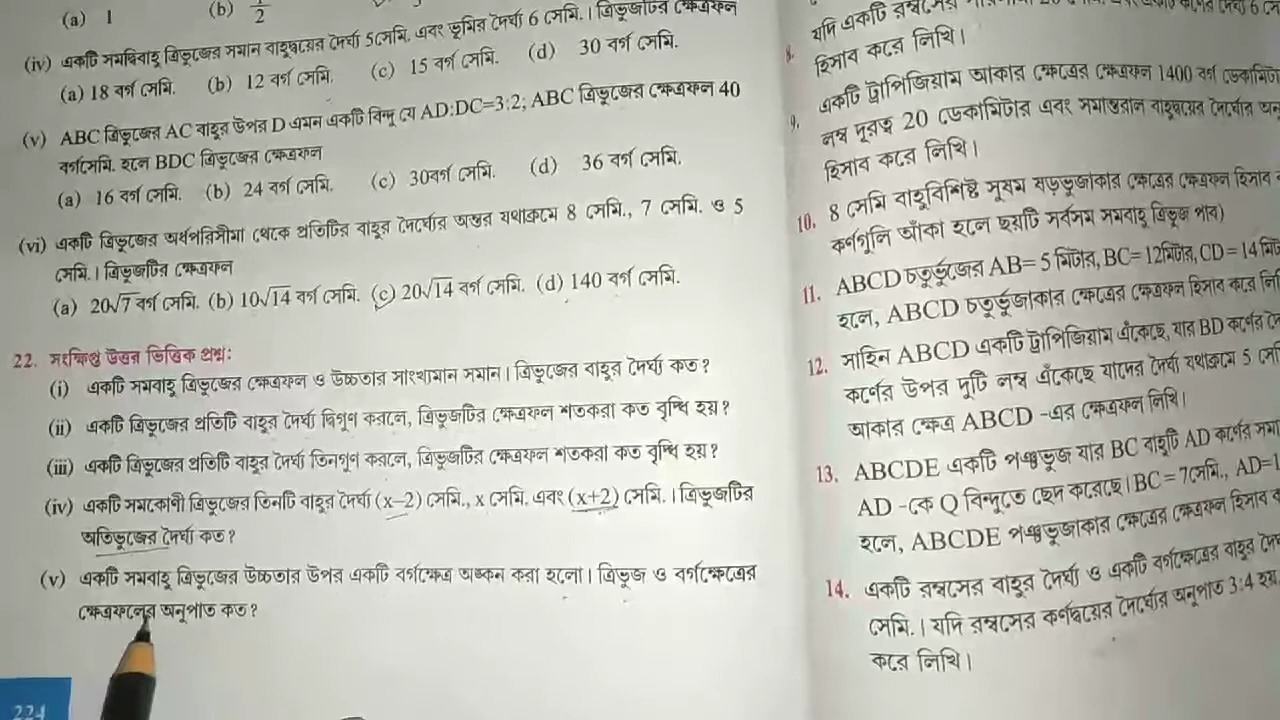 (a) 1 (b) 1/2
(iv) একটি সমদ্বিবাহু ত্রিভুজের সমান বাহুদ্বয়ের দৈর্ঘ্য 5সেমি. এবং ভূমির দৈর্ঘ্য 6 সেমি.। ত্রিভুজটির ক্ষেত্রফল
(a) 18 বর্গ সেমি. (b) 12 বর্গ সেমি. (c) 15 বর্গ সেমি. (d) 30 বর্গ সেমি.
(v) ABC ত্রিভুজের AC বাহুর উপর D এমন একটি বিন্দু যে AD:DC=3:2; ABC ত্রিভুজের ক্ষেত্রফল 40
বর্গসেমি. হলে BDC ত্রিভুজের ক্ষেত্রফল
(a) 16 বর্গ সেমি. (b) 24 বর্গ সেমি. (c) 30বর্গ সেমি. (d) 36 বর্গ সেমি.
(vi) একটি ত্রিভুজের অর্ধপরিসীমা থেকে প্রতিটির বাহুর দৈর্ঘ্যের অন্তর যথাক্রমে 8 সেমি., 7 সেমি. ও 5
সেমি.। ত্রিভুজটির ক্ষেত্রফল
(a) 20√7 বর্গ সেমি. (b) 10√14 বর্গ সেমি. (c) 20√14 বর্গ সেমি. (d) 140 বর্গ সেমি.
22. সংক্ষিপ্ত উত্তর ভিত্তিক প্রশ্ন:
(i) একটি সমবাহু ত্রিভুজের ক্ষেত্রফল ও উচ্চতার সাংখ্যমান সমান। ত্রিভুজের বাহুর দৈর্ঘ্য কত?
(ii) একটি ত্রিভুজের প্রতিটি বাহুর দৈর্ঘ্য দ্বিগুণ করলে, ত্রিভুজটির ক্ষেত্রফল শতকরা কত বৃদ্ধি হয়?
(iii) একটি ত্রিভুজের প্রতিটি বাহুর দৈর্ঘ্য তিনগুণ করলে, ত্রিভুজটির ক্ষেত্রফল শতকরা কত বৃদ্ধি হয়?
(iv) একটি সমকোণী ত্রিভুজের তিনটি বাহুর দৈর্ঘ্য (x−2) সেমি., x সেমি. এবং (x+2) সেমি.। ত্রিভুজটির
অতিভুজের দৈর্ঘ্য কত?
(v) একটি সমবাহু ত্রিভুজের উচ্চতার উপর একটি বর্গক্ষেত্র অঙ্কন করা হলো। ত্রিভুজ ও বর্গক্ষেত্রের
ক্ষেত্রফলের অনুপাত কত?
224
যদি একটি রম্বসের
হিসাব করে লিখি।
9. একটি ট্রাপিজিয়াম আকার ক্ষেত্রের ক্ষেত্রফল 1400 বর্গ
লম্ব দূরত্ব 20 ডেকামিটার এবং সমান্তরাল বাহুদ্বয়ের দৈর্ঘ্যের
হিসাব করে লিখি।
10. 8 সেমি বাহুবিশিষ্ট সুষম ষড়ভুজাকার ক্ষেত্রের ক্ষেত্রফল হিসাব
কর্ণগুলি আঁকা হলে ছয়টি সর্বসম সমবাহু ত্রিভুজ পাব)
11. ABCD চতুর্ভুজের AB= 5 মিটার, BC= 12মিটার, CD = 14
হলে, ABCD চতুর্ভুজাকার ক্ষেত্রের ক্ষেত্রফল হিসাব করে
12. সাহিন ABCD একটি ট্রাপিজিয়াম এঁকেছে, যার BD কর্ণের
কর্ণের উপর দুটি লম্ব এঁকেছে যাদের দৈর্ঘ্য যথাক্রমে 5
আকার ক্ষেত্র ABCD -এর ক্ষেত্রফল লিখি।
13. ABCDE একটি পঞ্চভুজ যার BC বাহুটি AD কর্ণের
AD -কে Q বিন্দুতে ছেদ করেছে। BC = 7সেমি., AD=1
হলে, ABCDE পঞ্চভুজাকার ক্ষেত্রের ক্ষেত্রফল হিসাব
14. একটি রম্বসের বাহুর দৈর্ঘ্য ও একটি বর্গক্ষেত্রের বাহুর
সেমি.। যদি রম্বসের কর্ণদ্বয়ের দৈর্ঘ্যের অনুপাত 3:4 হয়
করে লিখি।